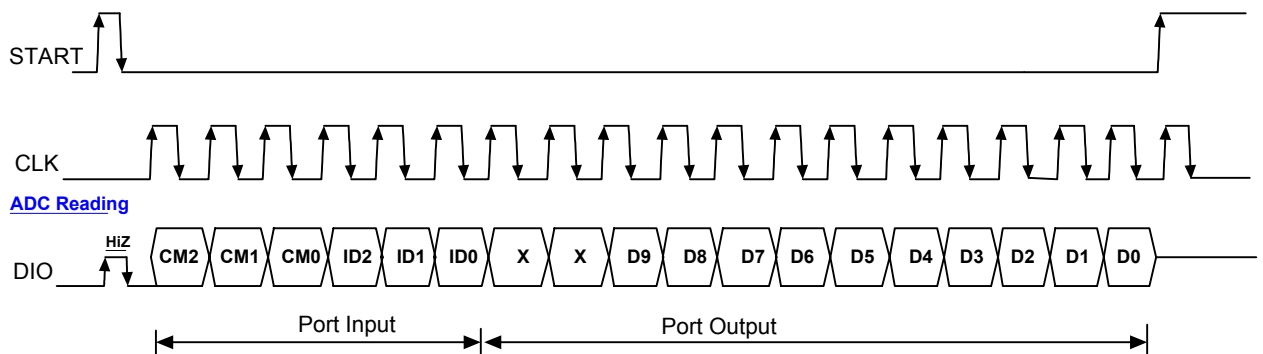 START
CLK
ADC Reading
HiZ
DIO CM2 CM1 CM0 ID2 ID1 ID0 X X D9 D8 D7 D6 D5 D4 D3 D2 D1 D0
Port Input Port Output